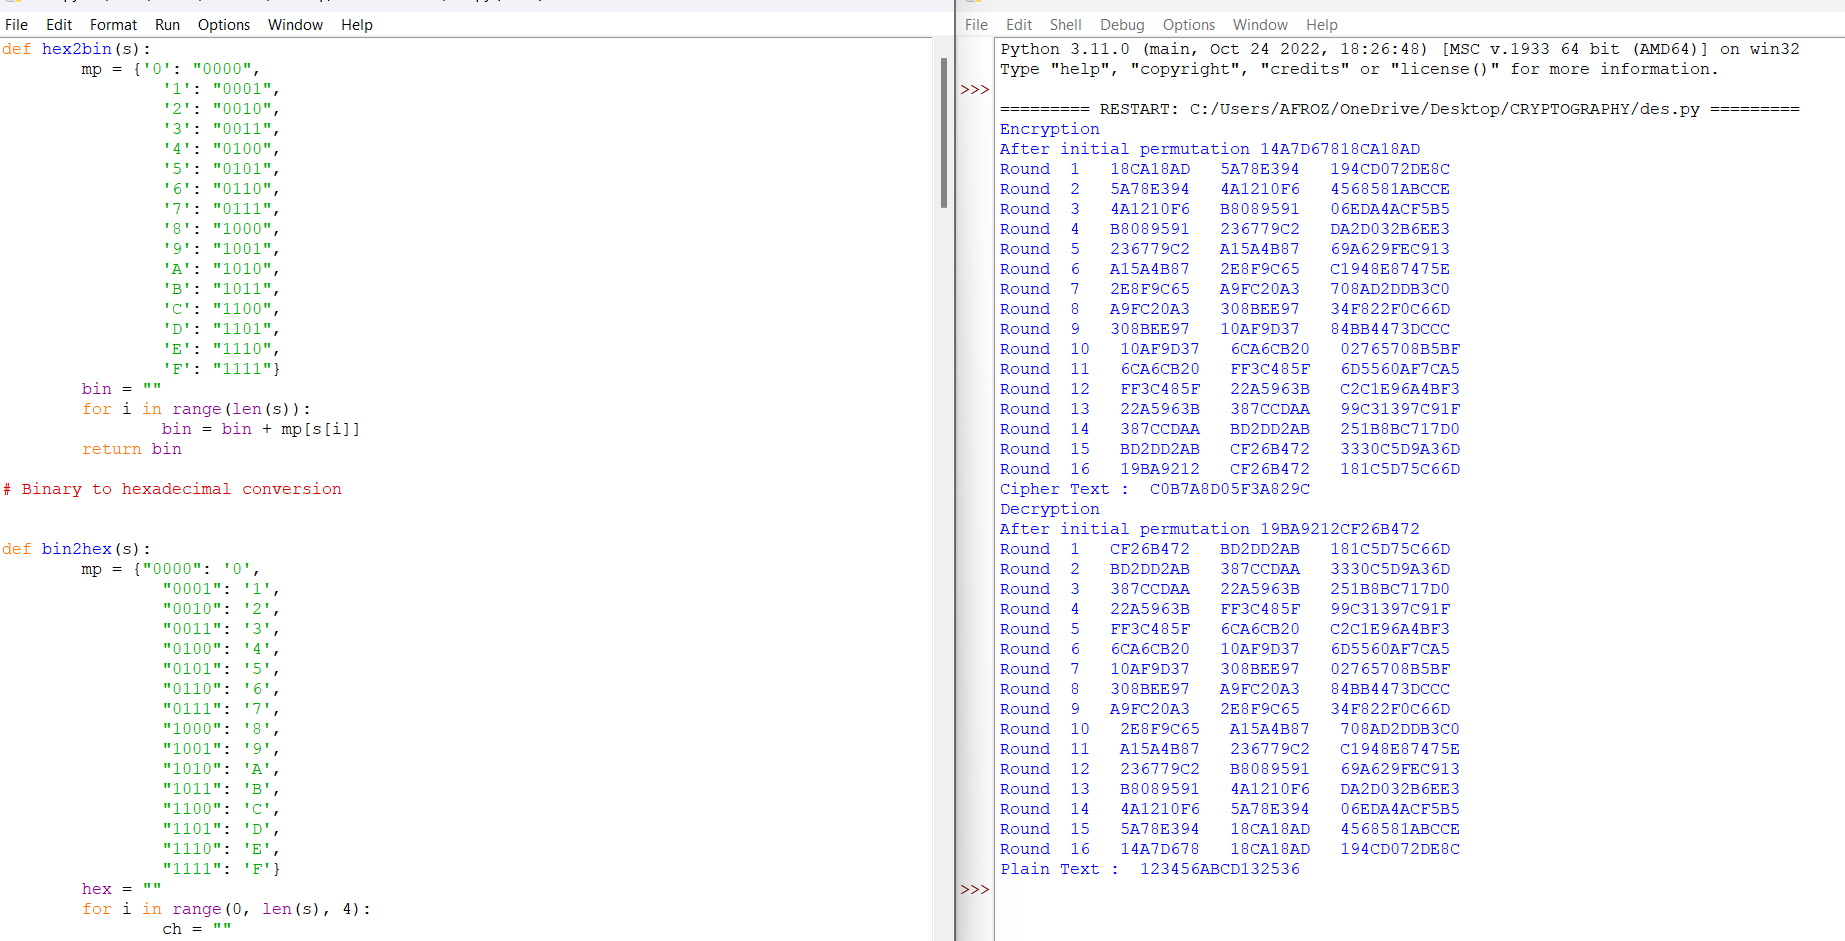 File Edit Format Run Options Window Help
def hex2bin(s):
mp = {'0': "0000",
'1': "0001",
'2': "0010",
'3': "0011",
'4': "0100",
'5': "0101",
'6': "0110",
'7': "0111",
'8': "1000",
'9': "1001",
'A': "1010",
'B': "1011",
'C': "1100",
'D': "1101",
'E': "1110",
'F': "1111"}
bin = ""
for i in range(len(s)):
bin = bin + mp[s[i]]
return bin
# Binary to hexadecimal conversion
def bin2hex(s):
mp = {"0000": '0',
"0001": '1',
"0010": '2',
"0011": '3',
"0100": '4',
"0101": '5',
"0110": '6',
"0111": '7',
"1000": '8',
"1001": '9',
"1010": 'A',
"1011": 'B',
"1100": 'C',
"1101": 'D',
"1110": 'E',
"1111": 'F'}
hex = ""
for i in range(0, len(s), 4):
ch = ""
File Edit Shell Debug Options Window Help
Python 3.11.0 (main, Oct 24 2022, 18:26:48) [MSC v.1933 64 bit (AMD64)] on win32
Type "help", "copyright", "credits" or "license()" for more information.
>>>
========= RESTART: C:/Users/AFROZ/OneDrive/Desktop/CRYPTOGRAPHY/des.py =========
Encryption
After initial permutation 14A7D67818CA18AD
Round 1 18CA18AD 5A78E394 194CD072DE8C
Round 2 5A78E394 4A1210F6 4568581ABCCE
Round 3 4A1210F6 B8089591 06EDA4ACF5B5
Round 4 B8089591 236779C2 DA2D032B6EE3
Round 5 236779C2 A15A4B87 69A629FEC913
Round 6 A15A4B87 2E8F9C65 C1948E87475E
Round 7 2E8F9C65 A9FC20A3 708AD2DDB3C0
Round 8 A9FC20A3 308BEE97 34F822F0C66D
Round 9 308BEE97 10AF9D37 84BB4473DCCC
Round 10 10AF9D37 6CA6CB20 02765708B5BF
Round 11 6CA6CB20 FF3C485F 6D5560AF7CA5
Round 12 FF3C485F 22A5963B C2C1E96A4BF3
Round 13 22A5963B 387CCDAA 99C31397C91F
Round 14 387CCDAA BD2DD2AB 251B8BC717D0
Round 15 BD2DD2AB CF26B472 3330C5D9A36D
Round 16 19BA9212 CF26B472 181C5D75C66D
Cipher Text : C0B7A8D05F3A829C
Decryption
After initial permutation 19BA9212CF26B472
Round 1 CF26B472 BD2DD2AB 181C5D75C66D
Round 2 BD2DD2AB 387CCDAA 3330C5D9A36D
Round 3 387CCDAA 22A5963B 251B8BC717D0
Round 4 22A5963B FF3C485F 99C31397C91F
Round 5 FF3C485F 6CA6CB20 C2C1E96A4BF3
Round 6 6CA6CB20 10AF9D37 6D5560AF7CA5
Round 7 10AF9D37 308BEE97 02765708B5BF
Round 8 308BEE97 A9FC20A3 84BB4473DCCC
Round 9 A9FC20A3 2E8F9C65 34F822F0C66D
Round 10 2E8F9C65 A15A4B87 708AD2DDB3C0
Round 11 A15A4B87 236779C2 C1948E87475E
Round 12 236779C2 B8089591 69A629FEC913
Round 13 B8089591 4A1210F6 DA2D032B6EE3
Round 14 4A1210F6 5A78E394 06EDA4ACF5B5
Round 15 5A78E394 18CA18AD 4568581ABCCE
Round 16 14A7D678 18CA18AD 194CD072DE8C
Plain Text : 123456ABCD132536
>>>